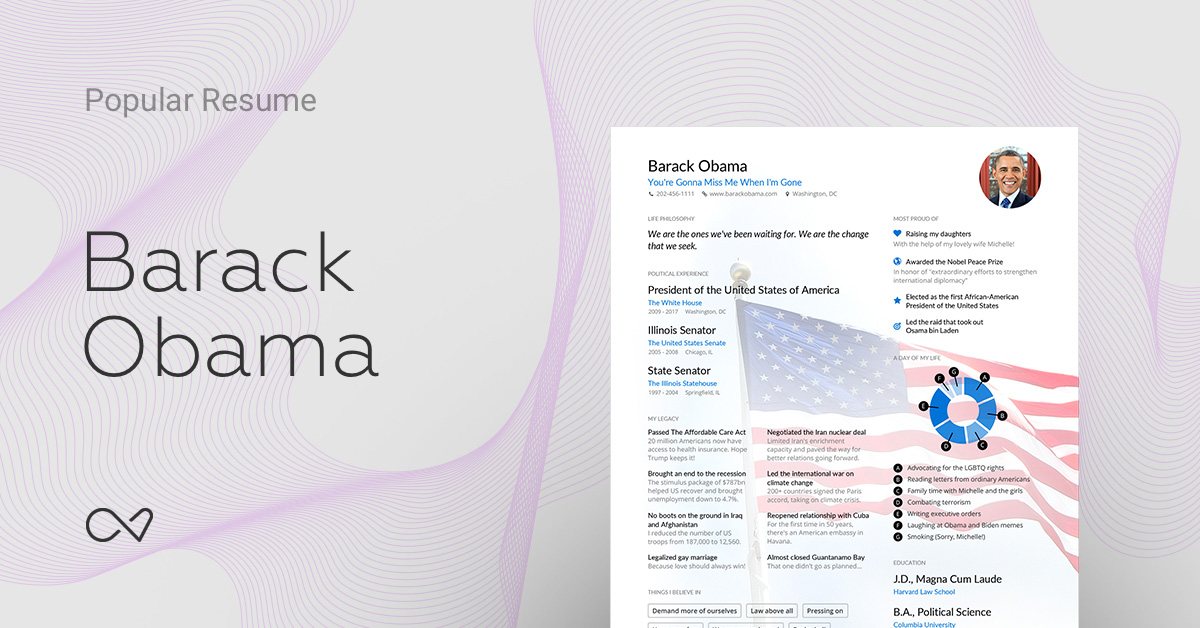 Popular Resume
Barack
Obama
Barack Obama
You're Gonna Miss Me When I'm Gone
202-456-1111 www.barackobama.com Washington, DC
LIFE PHILOSOPHY
We are the ones we've been waiting for. We are the change
that we seek.
POLITICAL EXPERIENCE
President of the United States of America
The White House
2009 - 2017 Washington, DC
Illinois Senator
The United States Senate
2005 - 2008 Chicago, IL
State Senator
The Illinois Statehouse
1997 - 2004 Springfield, IL
MY LEGACY
Passed The Affordable Care Act
20 million Americans now have
access to health insurance. Hope
Trump keeps it!
Brought an end to the recession
The stimulus package of $787bn
helped US recover and brought
unemployment down to 4.7%.
No boots on the ground in Iraq
and Afghanistan
I reduced the number of US
troops from 187,000 to 12,560.
Legalized gay marriage
Because love should always win!
Negotiated the Iran nuclear deal
Limited Iran's enrichment
capacity and paved the way for
better relations going forward.
Led the international war on
climate change
200+ countries signed the Paris
accord, taking on climate crisis.
Reopened relationship with Cuba
For the first time in 50 years,
there's an American embassy in
Havana.
Almost closed Guantanamo Bay
That one didn't go as planned...
THINGS I BELIEVE IN
Demand more of ourselves Law above all Pressing on
MOST PROUD OF
Raising my daughters
With the help of my lovely wife Michelle!
Awarded the Nobel Peace Prize
In honor of "extraordinary efforts to strengthen
international diplomacy"
Elected as the first African-American
President of the United States
Led the raid that took out
Osama bin Laden
A DAY OF MY LIFE
G
F
A
E
B
D
C
A Advocating for the LGBTQ rights
B Reading letters from ordinary Americans
C Family time with Michelle and the girls
D Combating terrorism
E Writing executive orders
F Laughing at Obama and Biden memes
G Smoking (Sorry, Michelle!)
EDUCATION
J.D., Magna Cum Laude
Harvard Law School
B.A., Political Science
Columbia University